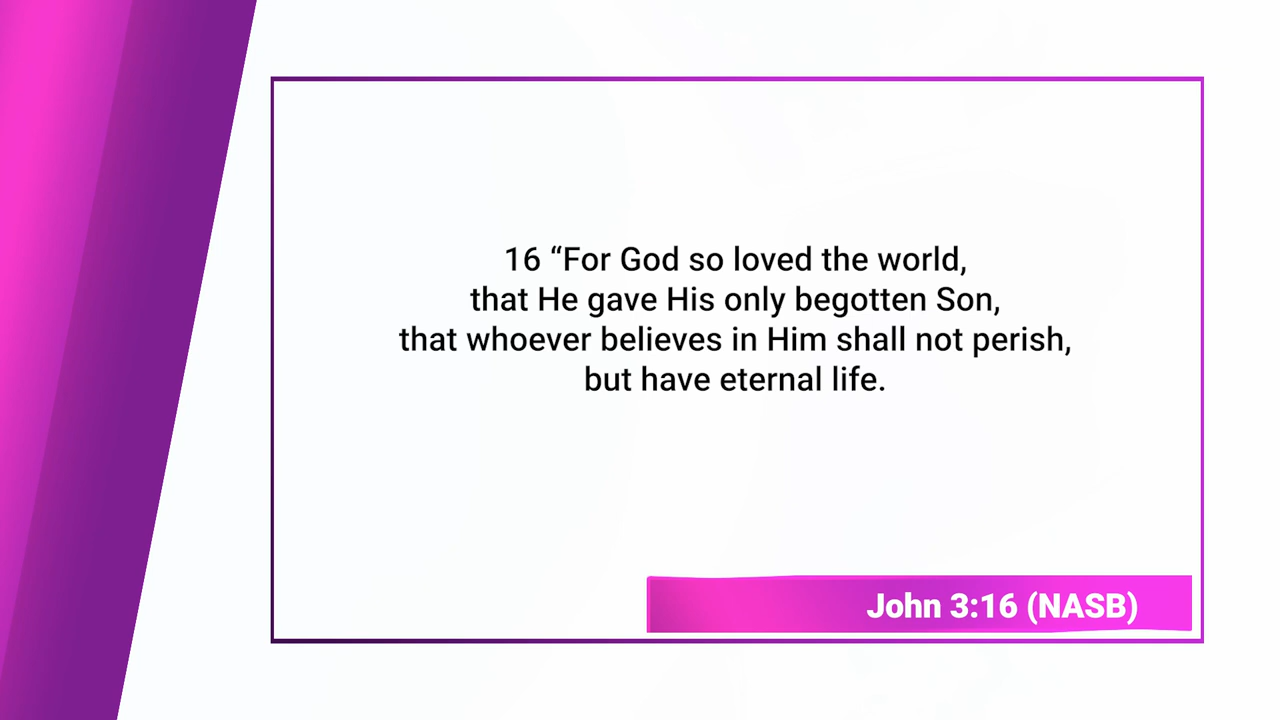 16 “For God so loved the world,
that He gave His only begotten Son,
that whoever believes in Him shall not perish,
but have eternal life.
John 3:16 (NASB)